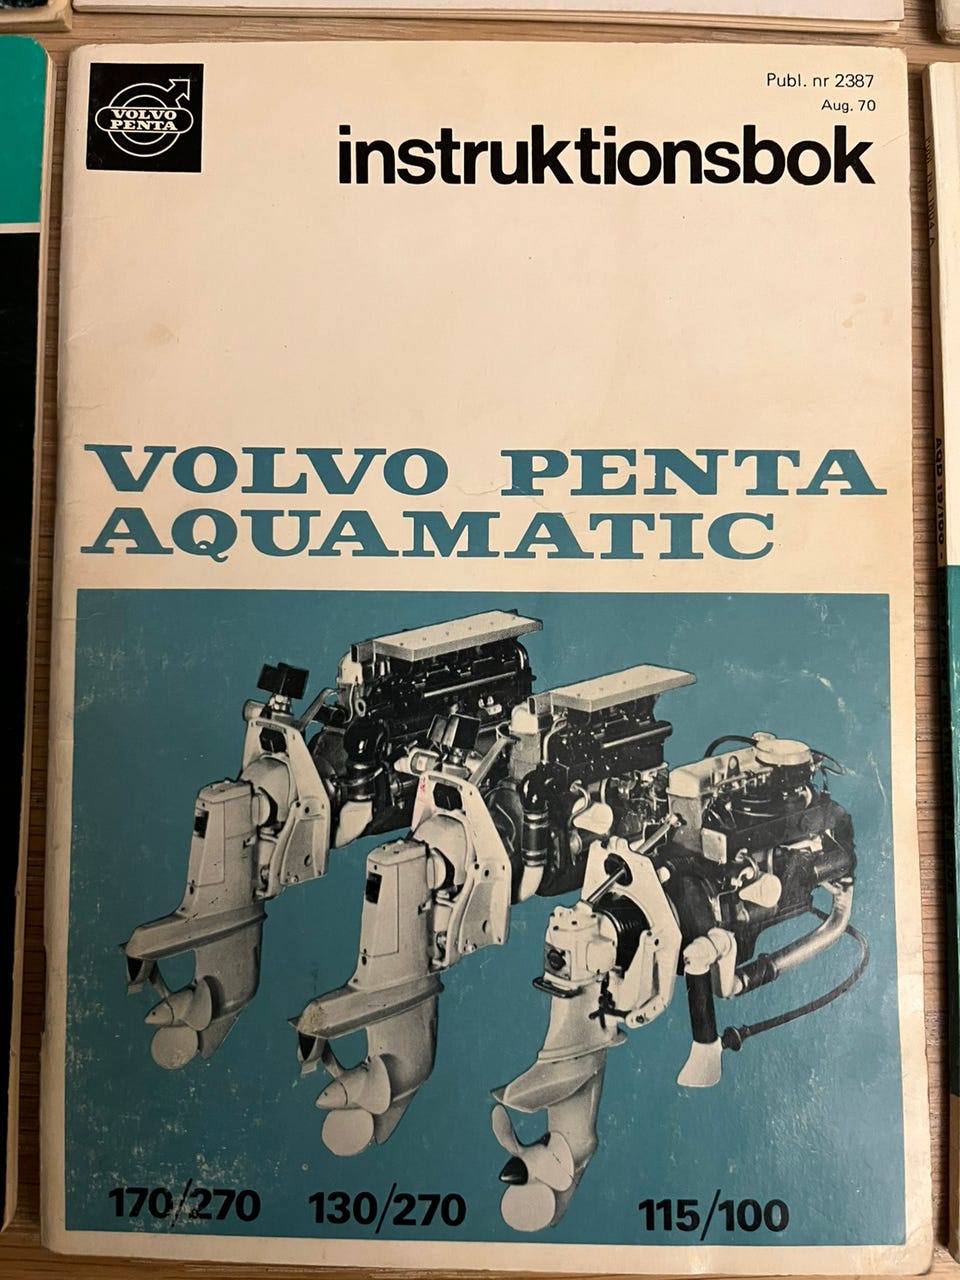 VOLVO
PENTA
Publ. nr 2387
Aug. 70
instruktionsbok
VOLVO PENTA
AQUAMATIC
170/270
130/270
115/100